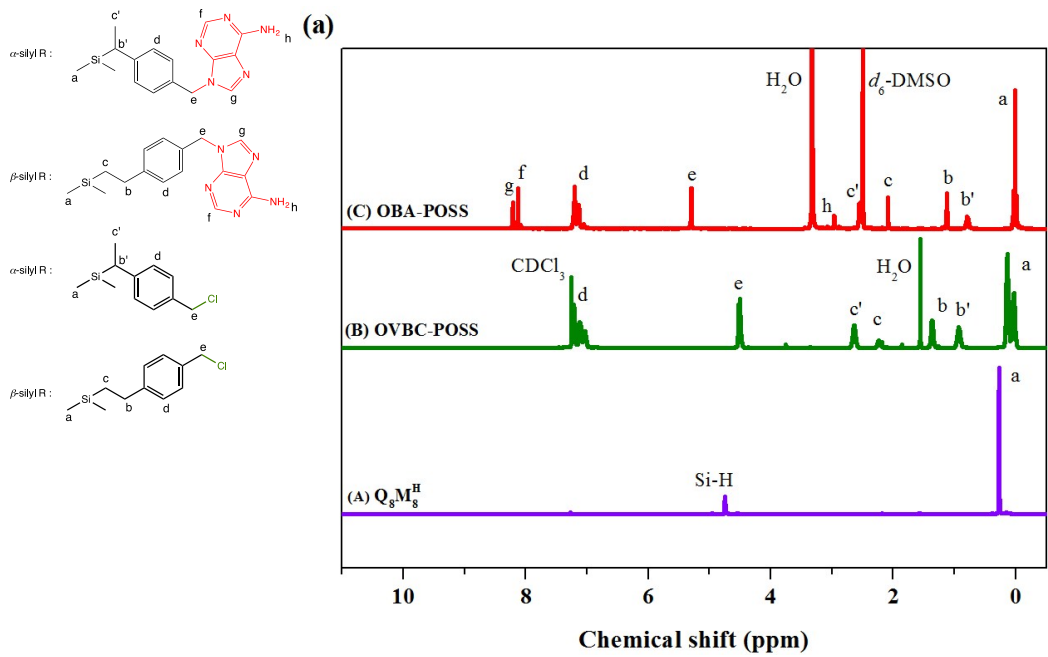 (a)
α-silyl R :
c'
b'
d
Si
a
e
N
N
N
N
N
f
g
NH2
h
β-silyl R :
c
b
d
Si
a
e
g
N
N
N
N
f
NH2
h
α-silyl R :
c'
b'
d
Si
a
e
Cl
β-silyl R :
c
b
d
Si
a
e
Cl
H2O
d6-DMSO
a
g
f
d
e
h
c'
c
b
b'
(C) OBA-POSS
CDCl3
d
e
H2O
c'
c
b
b'
a
(B) OVBC-POSS
Si-H
a
(A) Q8M8H
10
8
6
4
2
0
Chemical shift (ppm)